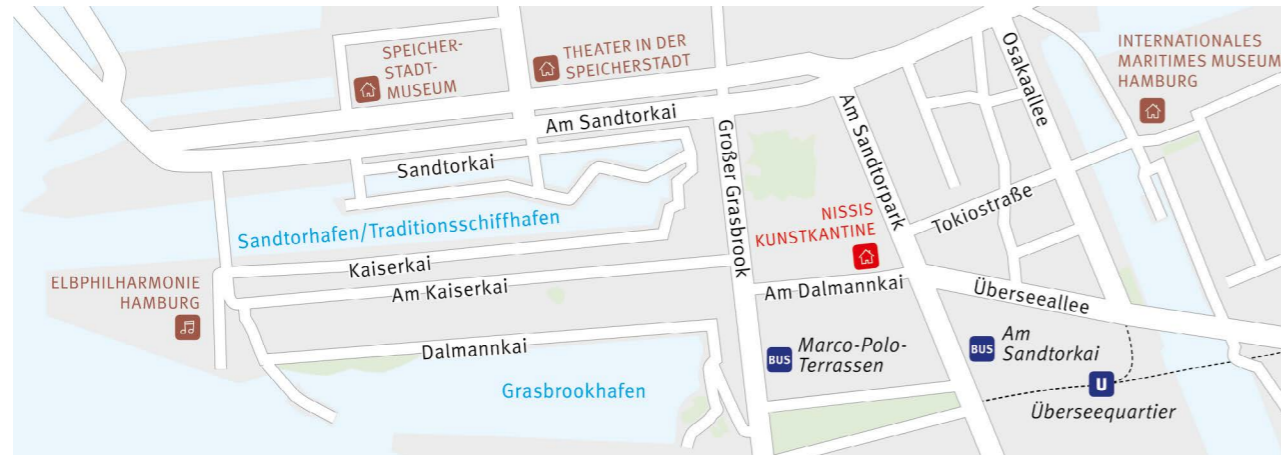 SPEICHER-
STADT-
MUSEUM
THEATER IN DER
SPEICHERSTADT
INTERNATIONALES
MARITIMES MUSEUM
HAMBURG
Osakaallee
Am Sandtorkai
Großer Grasbrook
Am Sandtorpark
Sandtorkai
Tokiostraße
NISSIS
KUNSTKANTINE
Sandtorhafen/Traditionsschiffhafen
Kaiserkai
ELBPHILHARMONIE
HAMBURG
Am Kaiserkai
Am Dalmannkai
Überseeallee
Dalmannkai
BUS
Marco-Polo-
Terrassen
BUS
Am
Sandtorkai
Grasbrookhafen
U
Überseequartier